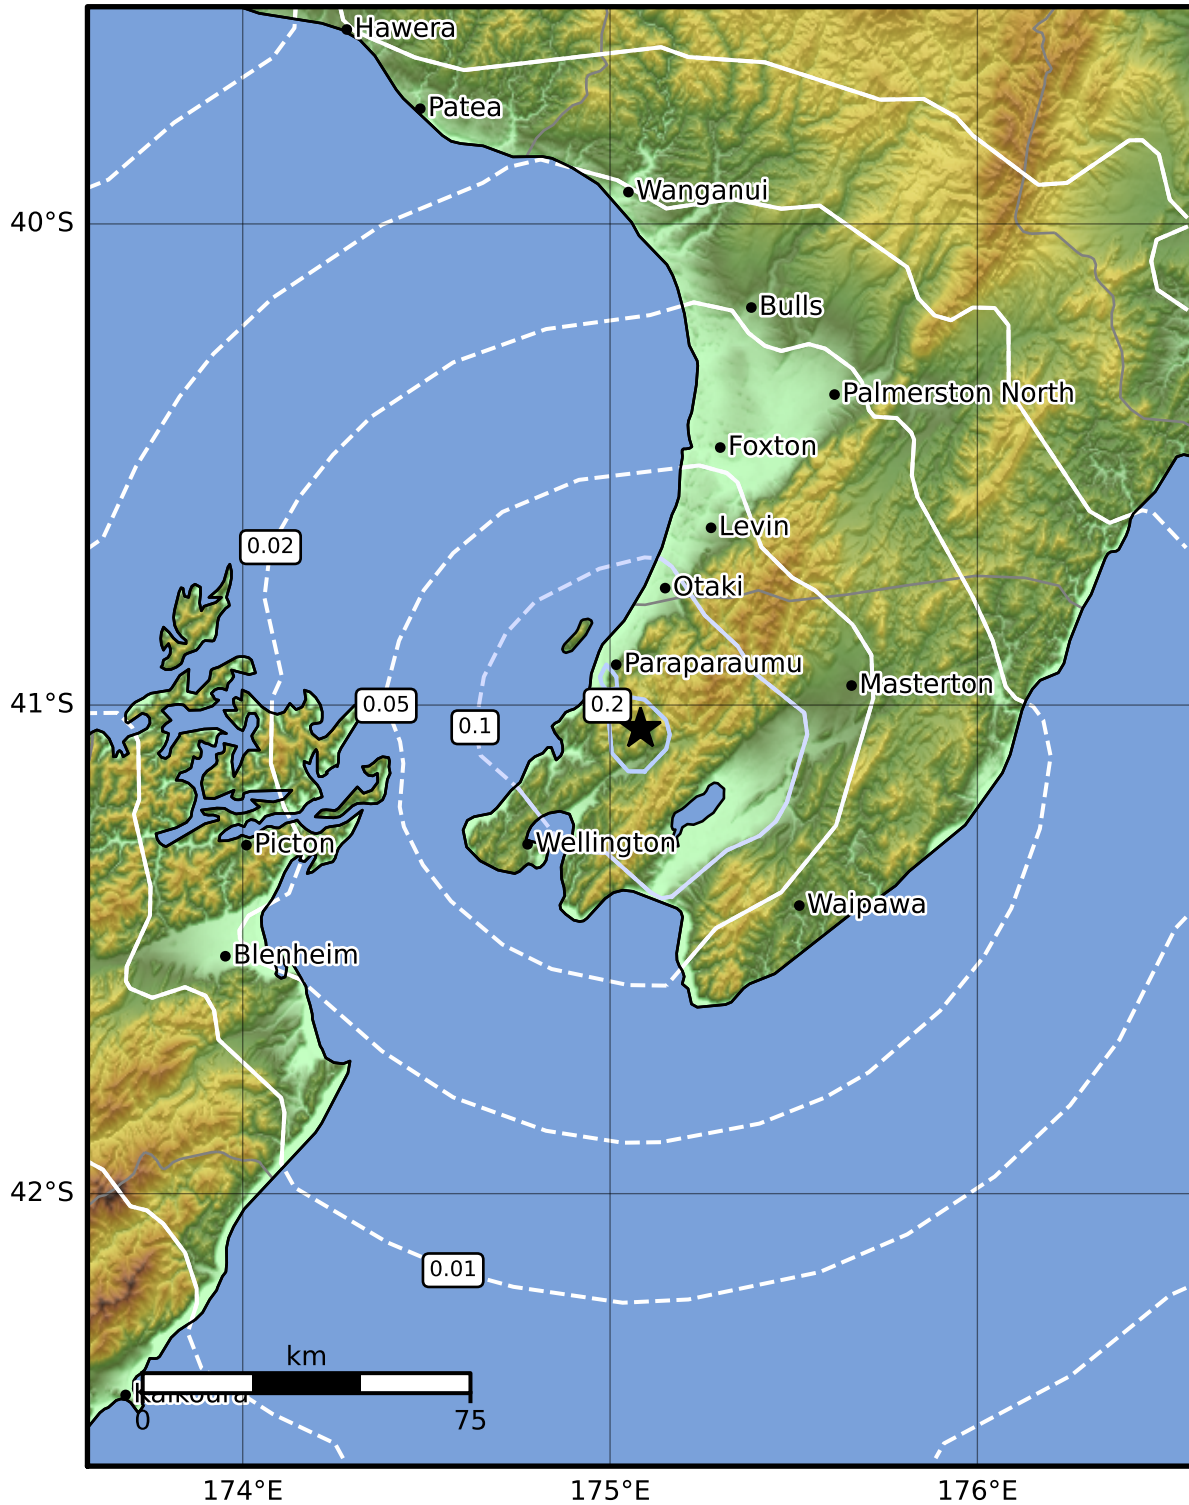 Hawera
Patea
Wanganui
40°S
Bulls
Palmerston North
Foxton
Levin
0.02
Otaki
Paraparaumu
Masterton
41°S
0.05
0.2
0.1
Picton
Wellington
Waipawa
Blenheim
42°S
0.01
km
Kaikoura
0
75
174°E
175°E
176°E